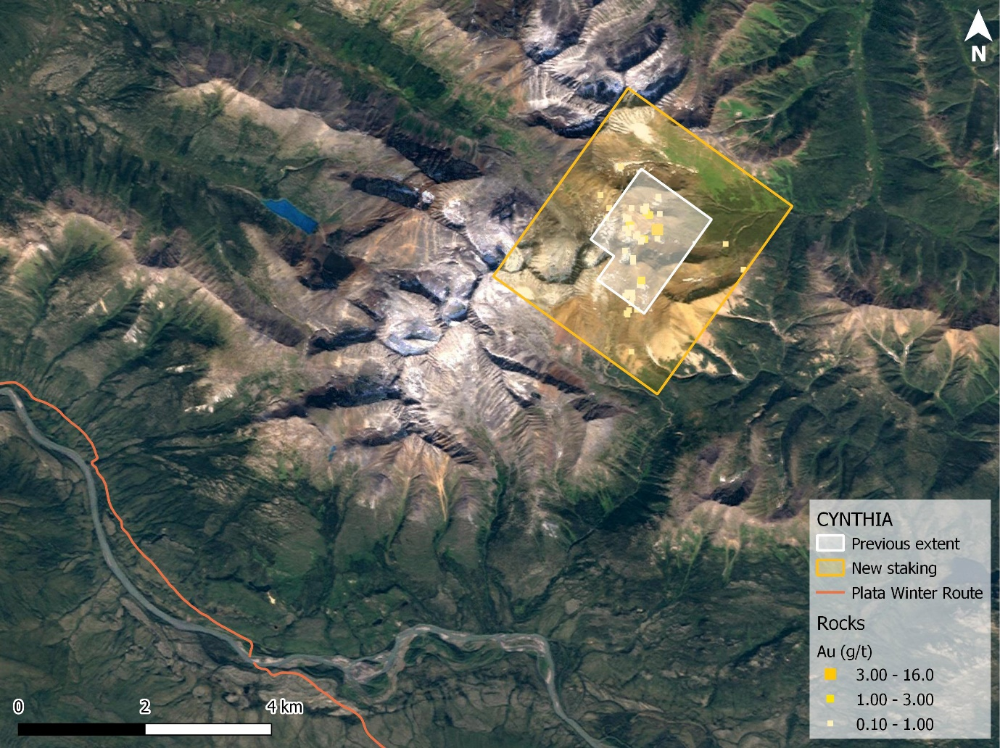 N
CYNTHIA
Previous extent
New staking
Plata Winter Route
Rocks
Au (g/t)
3.00 - 16.0
1.00 - 3.00
0.10 - 1.00
0 2 4 km